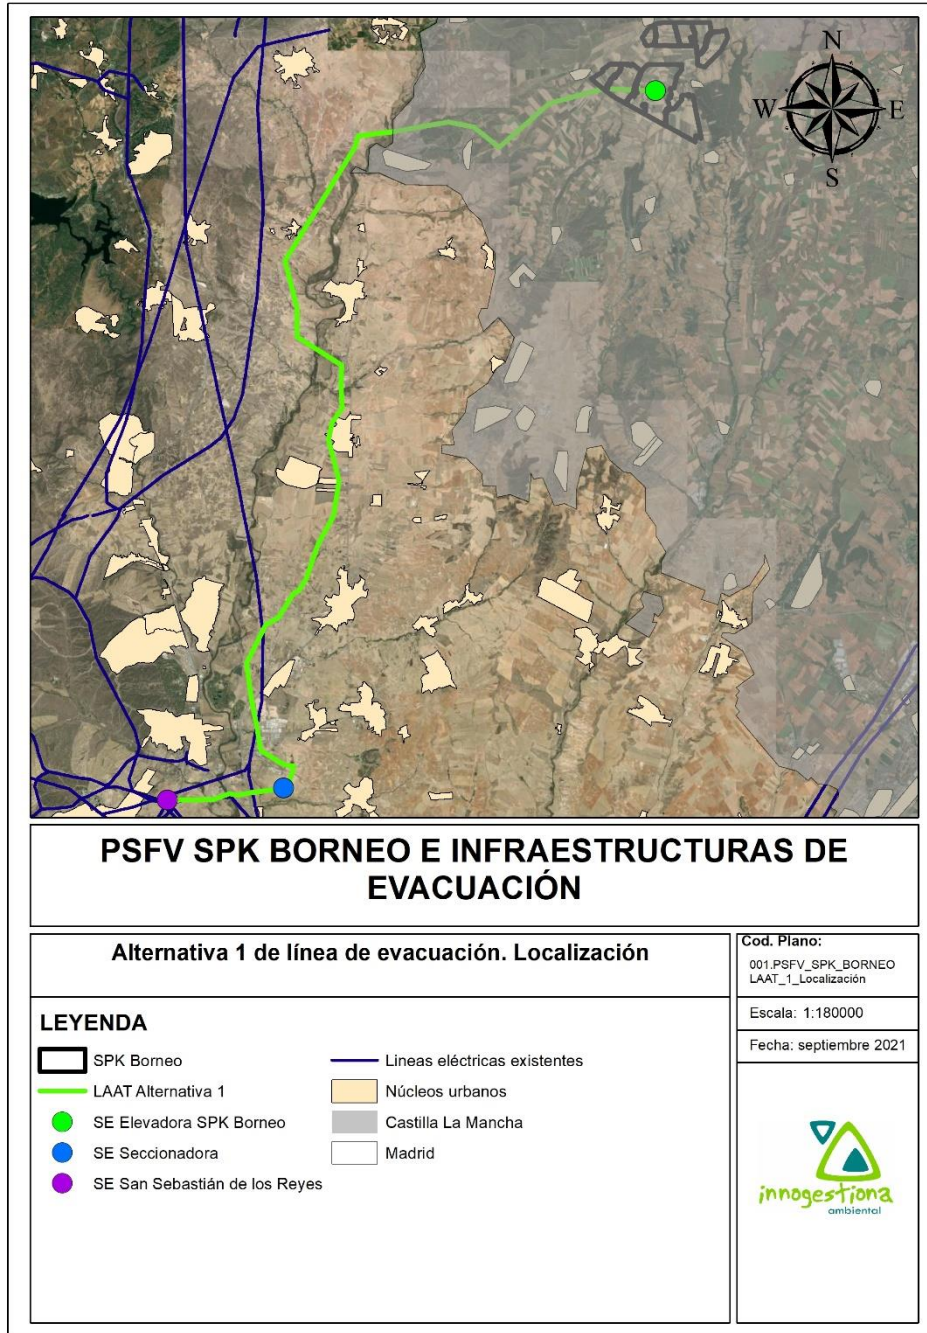 N
W
E
S
PSFV SPK BORNEO E INFRAESTRUCTURAS DE
EVACUACIÓN
Alternativa 1 de línea de evacuación. Localización
Cod. Plano:
001.PSFV_SPK_BORNEO
LAAT_1_Localización
Escala: 1:180000
Fecha: septiembre 2021
LEYENDA
SPK Borneo
LAAT Alternativa 1
SE Elevadora SPK Borneo
SE Seccionadora
SE San Sebastián de los Reyes
Lineas eléctricas existentes
Núcleos urbanos
Castilla La Mancha
Madrid
innogestiona
ambiental